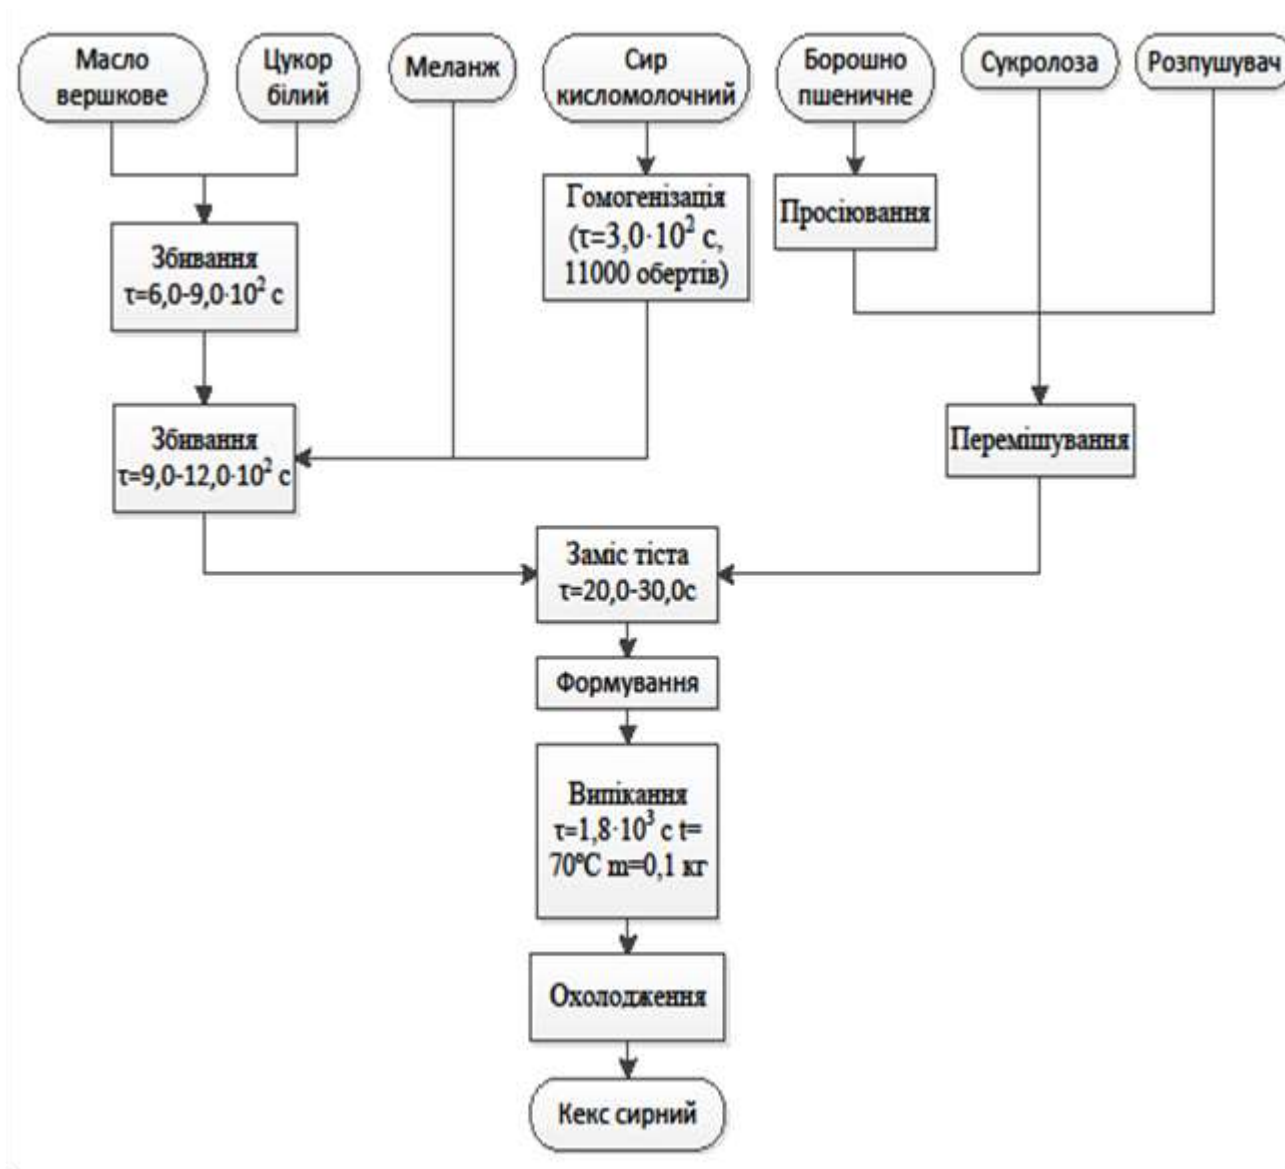 Масло
вершкове
Цукор
білий
Меланж
Сир
кисломолочний
Борошно
пшеничне
Сукролоза
Розпушувач
Гомогенізація
(τ=3,0·10² с,
11000 обертів)
Просіювання
Збивання
τ=6,0-9,0·10² с
Збивання
τ=9,0-12,0·10² с
Перемішування
Заміс тіста
τ=20,0-30,0с
Формування
Випікання
τ=1,8·10³ с t=
70°С m=0,1 кг
Охолодження
Кекс сирний